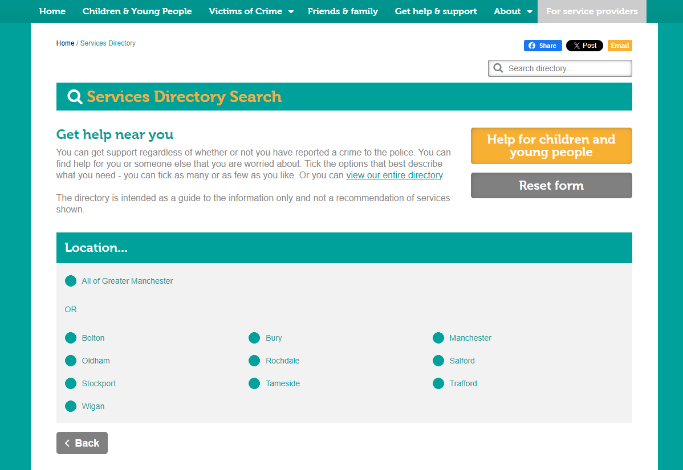 Home Children & Young People Victims of Crime Friends & family Get help & support About For service providers
Home / Services Directory
Share Post Email
Search directory
Services Directory Search
Get help near you
You can get support regardless of whether or not you have reported a crime to the police. You can
find help for you or someone else that you are worried about. Tick the options that best describe
what you need - you can tick as many or as few as you like. Or you can view our entire directory
The directory is intended as a guide to the information only and not a recommendation of services
shown.
Help for children and
young people
Reset form
Location...
All of Greater Manchester
OR
Bolton Bury Manchester
Oldham Rochdale Salford
Stockport Tameside Trafford
Wigan
Back